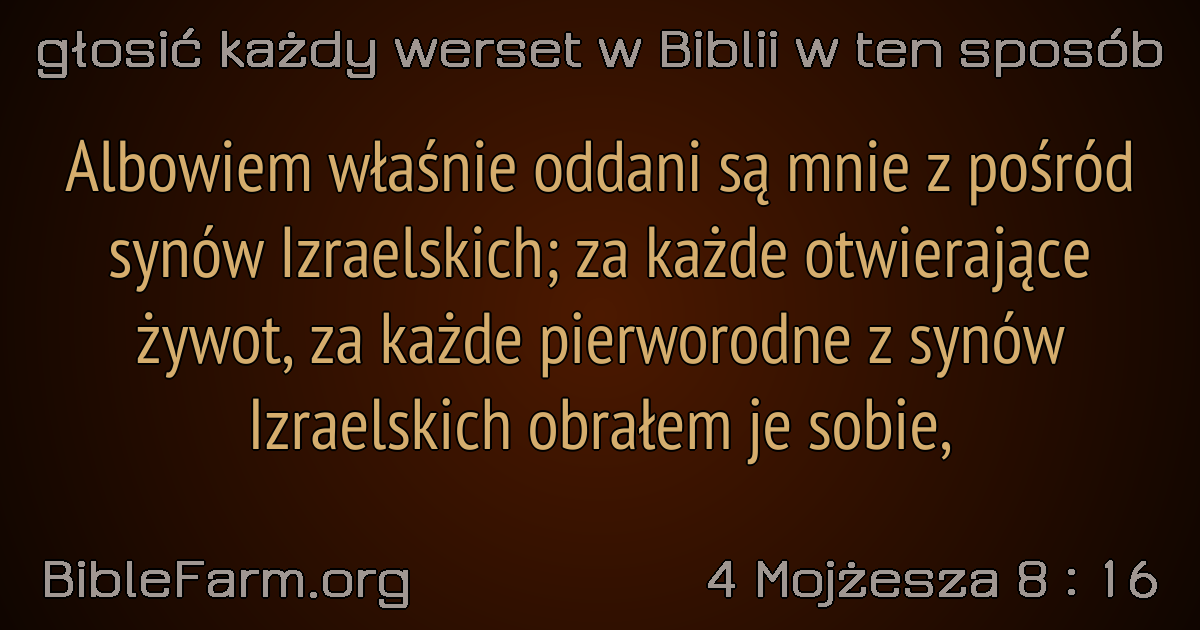 głosić każdy werset w Biblii w ten sposób
Albowiem właśnie oddani są mnie z pośród
synów Izraelskich; za każde otwierające
żywot, za każde pierworodne z synów
Izraelskich obrałem je sobie,
BibleFarm.org
4 Mojżesza 8 : 16